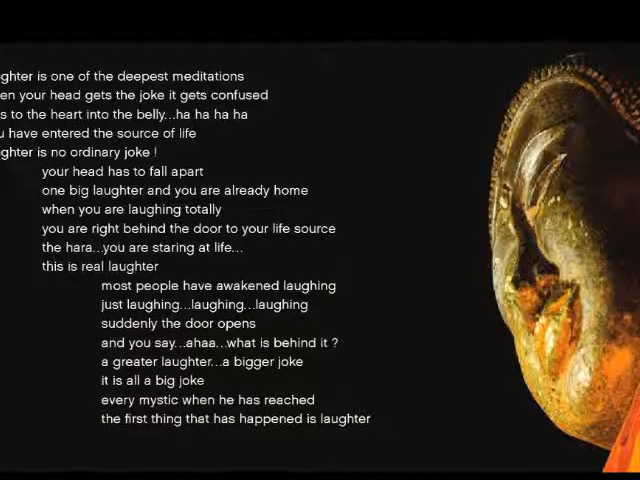 ghter is one of the deepest meditations
en your head gets the joke it gets confused
s to the heart into the belly...ha ha ha ha
u have entered the source of life
ghter is no ordinary joke !
your head has to fall apart
one big laughter and you are already home
when you are laughing totally
you are right behind the door to your life source
the hara...you are staring at life...
this is real laughter
most people have awakened laughing
just laughing...laughing...laughing
suddenly the door opens
and you say...ahaa...what is behind it ?
a greater laughter...a bigger joke
it is all a big joke
every mystic when he has reached
the first thing that has happened is laughter